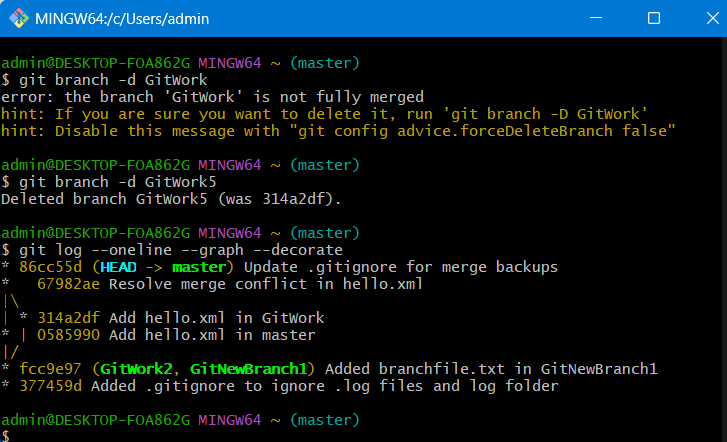 MINGW64:/c/Users/admin
admin@DESKTOP-FOA862G MINGW64 ~ (master)
$ git branch -d GitWork
error: the branch 'GitWork' is not fully merged
hint: If you are sure you want to delete it, run 'git branch -D GitWork'
hint: Disable this message with "git config advice.forceDeleteBranch false"
admin@DESKTOP-FOA862G MINGW64 ~ (master)
$ git branch -d GitWork5
Deleted branch GitWork5 (was 314a2df).
admin@DESKTOP-FOA862G MINGW64 ~ (master)
$ git log --oneline --graph --decorate
* 86cc55d (HEAD -> master) Update .gitignore for merge backups
*   67982ae Resolve merge conflict in hello.xml
|\
| * 314a2df Add hello.xml in GitWork
* | 0585990 Add hello.xml in master
|/
* fcc9e97 (GitWork2, GitNewBranch1) Added branchfile.txt in GitNewBranch1
* 377459d Added .gitignore to ignore .log files and log folder
admin@DESKTOP-FOA862G MINGW64 ~ (master)
$